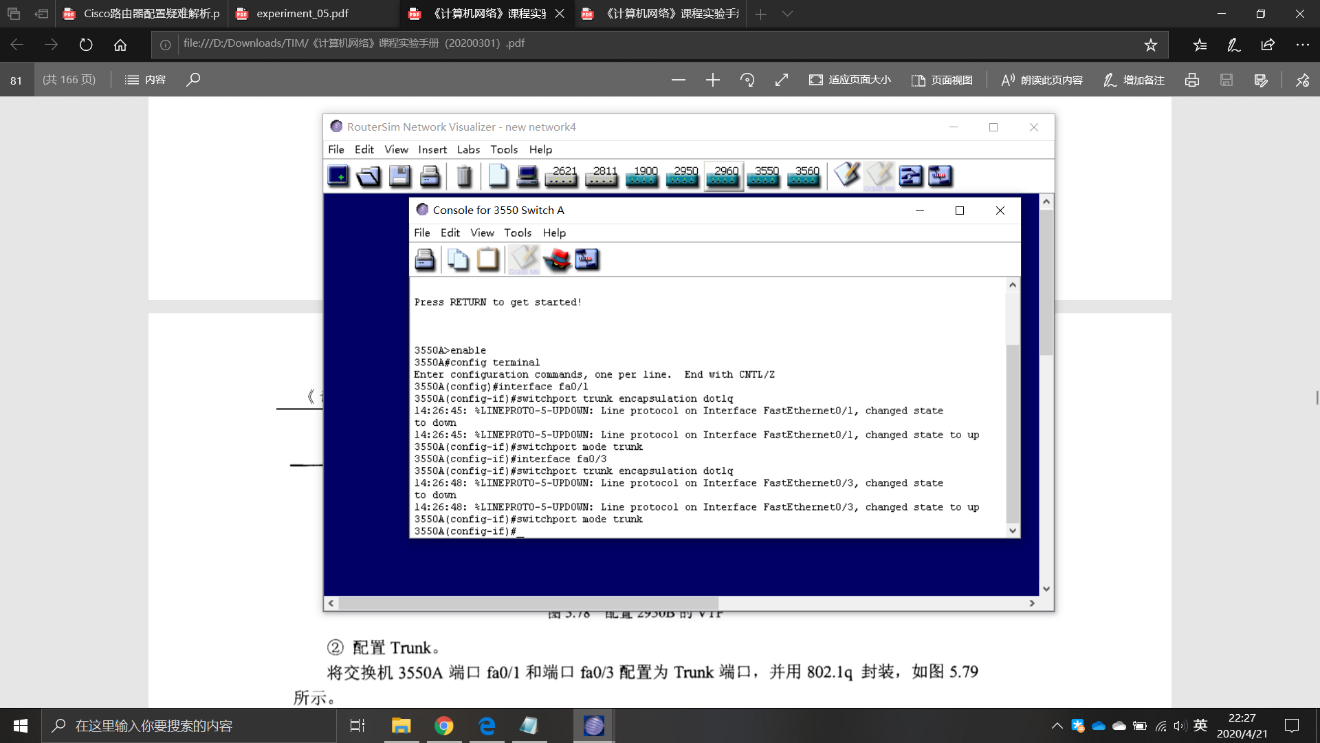 Cisco路由器配置疑难解析.p
experiment_05.pdf
《计算机网络》课程实
《计算机网络》课程实验手
file:///D:/Downloads/TIM/《计算机网络》课程实验手册（20200301）.pdf
81 (共 166 页) 内容 适应页面大小 页面视图 朗读此页内容 增加备注
RouterSim Network Visualizer - new network4
File Edit View Insert Labs Tools Help
2621 2811 1900 2950 2960 3550 3560
Console for 3550 Switch A
File Edit View Tools Help
Press RETURN to get started!
3550A>enable
3550A#config terminal
Enter configuration commands, one per line. End with CNTL/Z
3550A(config)#interface fa0/1
3550A(config-if)#switchport trunk encapsulation dot1q
14:26:45: %LINEPROTO-5-UPDOWN: Line protocol on Interface FastEthernet0/1, changed state
to down
14:26:45: %LINEPROTO-5-UPDOWN: Line protocol on Interface FastEthernet0/1, changed state to up
3550A(config-if)#switchport mode trunk
3550A(config-if)#interface fa0/3
3550A(config-if)#switchport trunk encapsulation dot1q
14:26:48: %LINEPROTO-5-UPDOWN: Line protocol on Interface FastEthernet0/3, changed state
to down
14:26:48: %LINEPROTO-5-UPDOWN: Line protocol on Interface FastEthernet0/3, changed state to up
3550A(config-if)#switchport mode trunk
3550A(config-if)#_
图 5.78 配置 2950B 的 VTP
② 配置 Trunk。
将交换机 3550A 端口 fa0/1 和端口 fa0/3 配置为 Trunk 端口，并用 802.1q 封装，如图 5.79
所示。
在这里输入你要搜索的内容
英
22:27
2020/4/21